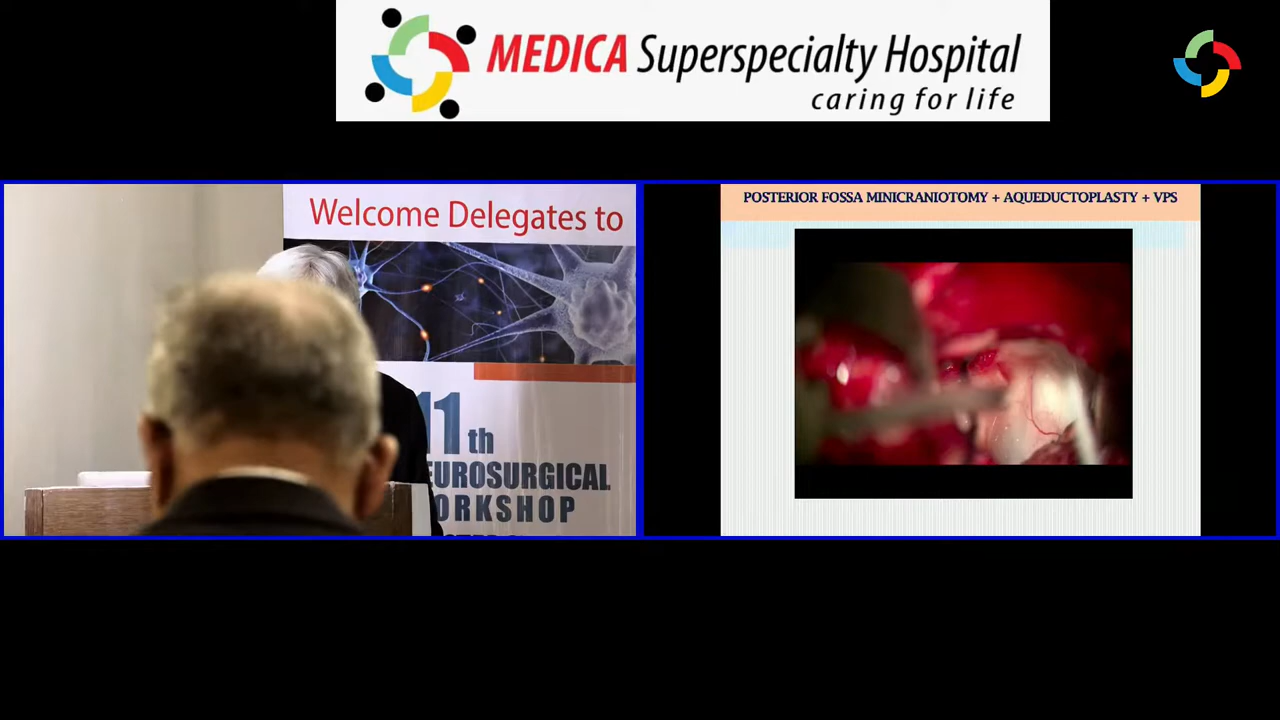 MEDICA Superspecialty Hospital
caring for life
Welcome Delegates to
11th
EUROSURGICAL
ORKSHOP
POSTERIOR FOSSA MINICRANIOTOMY + AQUEDUCTOPLASTY + VPS